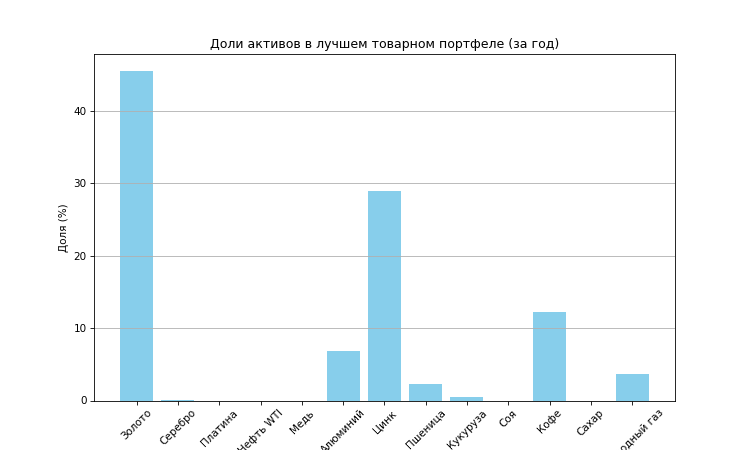 Доли активов в лучшем товарном портфеле (за год)
Доля (%)
40
30
20
10
0
Золото
Серебро
Платина
Нефть WTI
Медь
Алюминий
Цинк
Пшеница
Кукуруза
Соя
Кофе
Сахар
одный газ